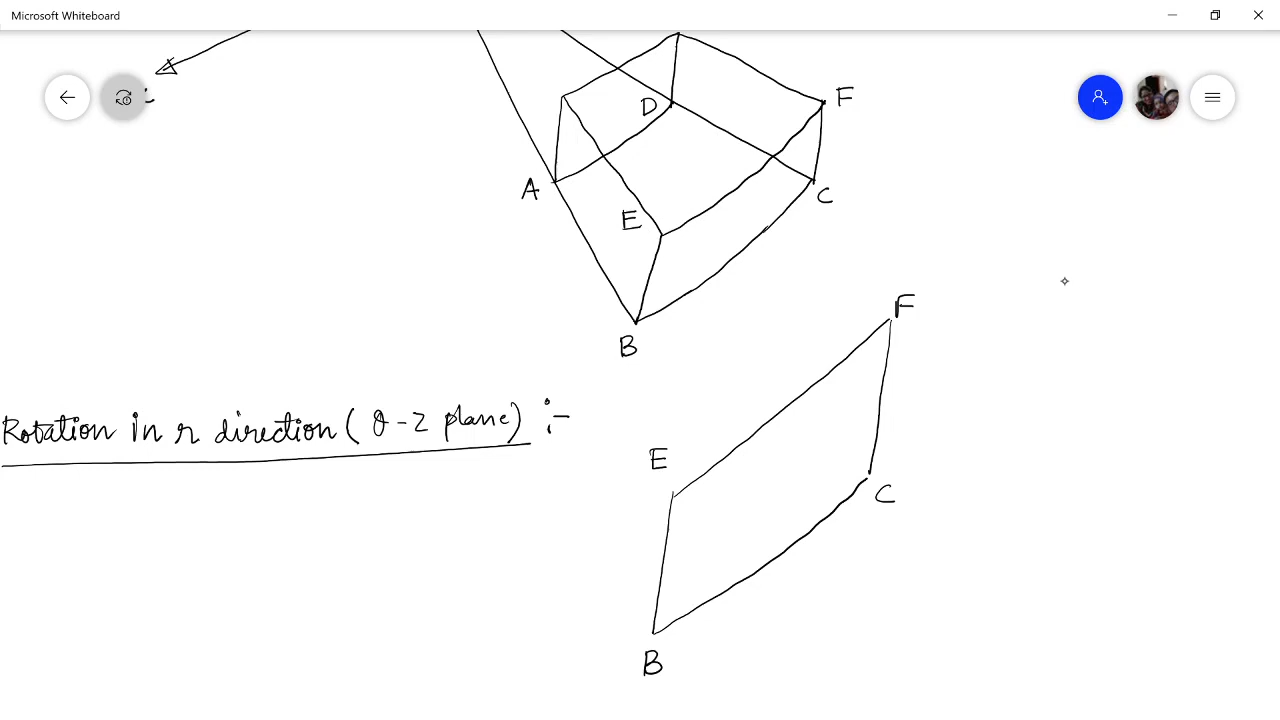 Microsoft Whiteboard
D
F
A
C
E
B
F
Rotation in r direction (θ-z plane) :-
E
C
B